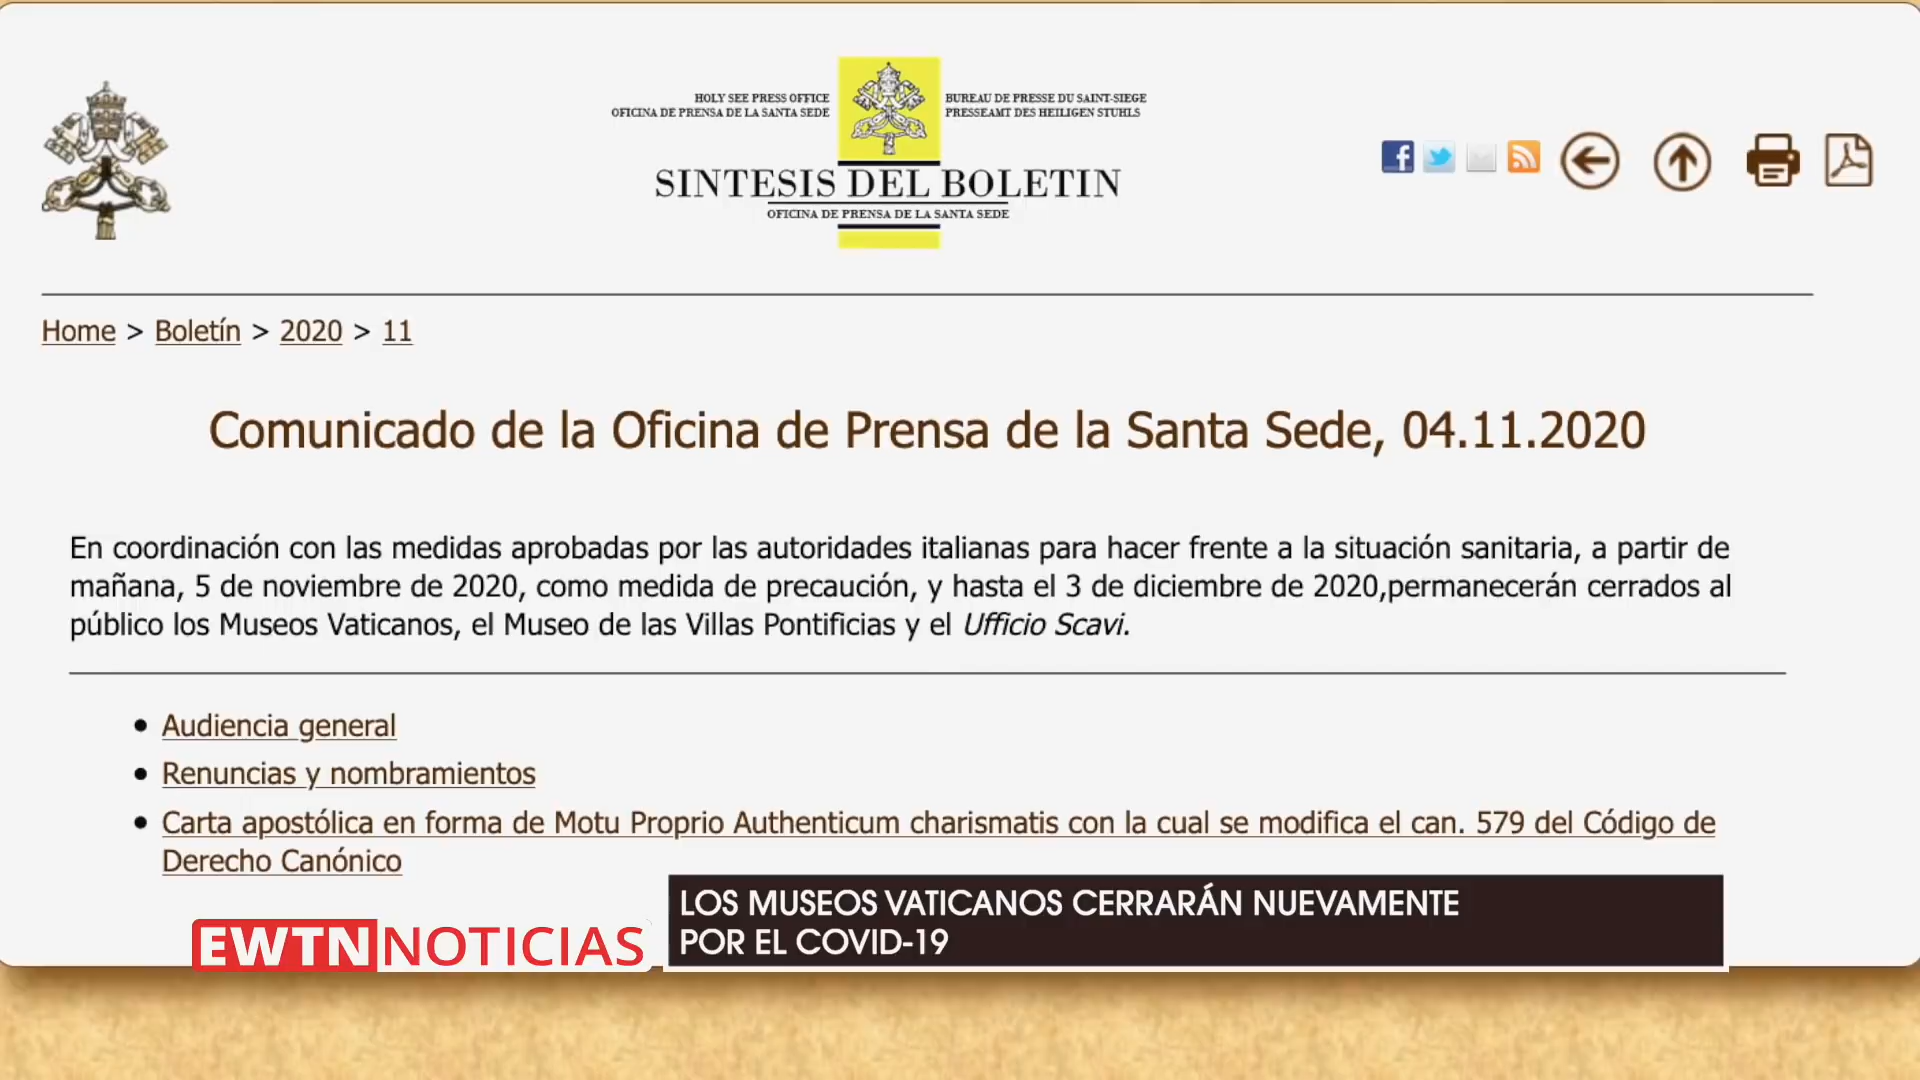 HOLY SEE PRESS OFFICE
OFICINA DE PRENSA DE LA SANTA SEDE
BUREAU DE PRESSE DU SAINT-SIEGE
PRESSEAMT DES HEILIGEN STUHLS
SINTESIS DEL BOLETIN
OFICINA DE PRENSA DE LA SANTA SEDE
Home > Boletín > 2020 > 11
Comunicado de la Oficina de Prensa de la Santa Sede, 04.11.2020
En coordinación con las medidas aprobadas por las autoridades italianas para hacer frente a la situación sanitaria, a partir de
mañana, 5 de noviembre de 2020, como medida de precaución, y hasta el 3 de diciembre de 2020,permanecerán cerrados al
público los Museos Vaticanos, el Museo de las Villas Pontificias y el Ufficio Scavi.
Audiencia general
Renuncias y nombramientos
Carta apostólica en forma de Motu Proprio Authenticum charismatis con la cual se modifica el can. 579 del Código de
Derecho Canónico
EWTN NOTICIAS
LOS MUSEOS VATICANOS CERRARÁN NUEVAMENTE
POR EL COVID-19